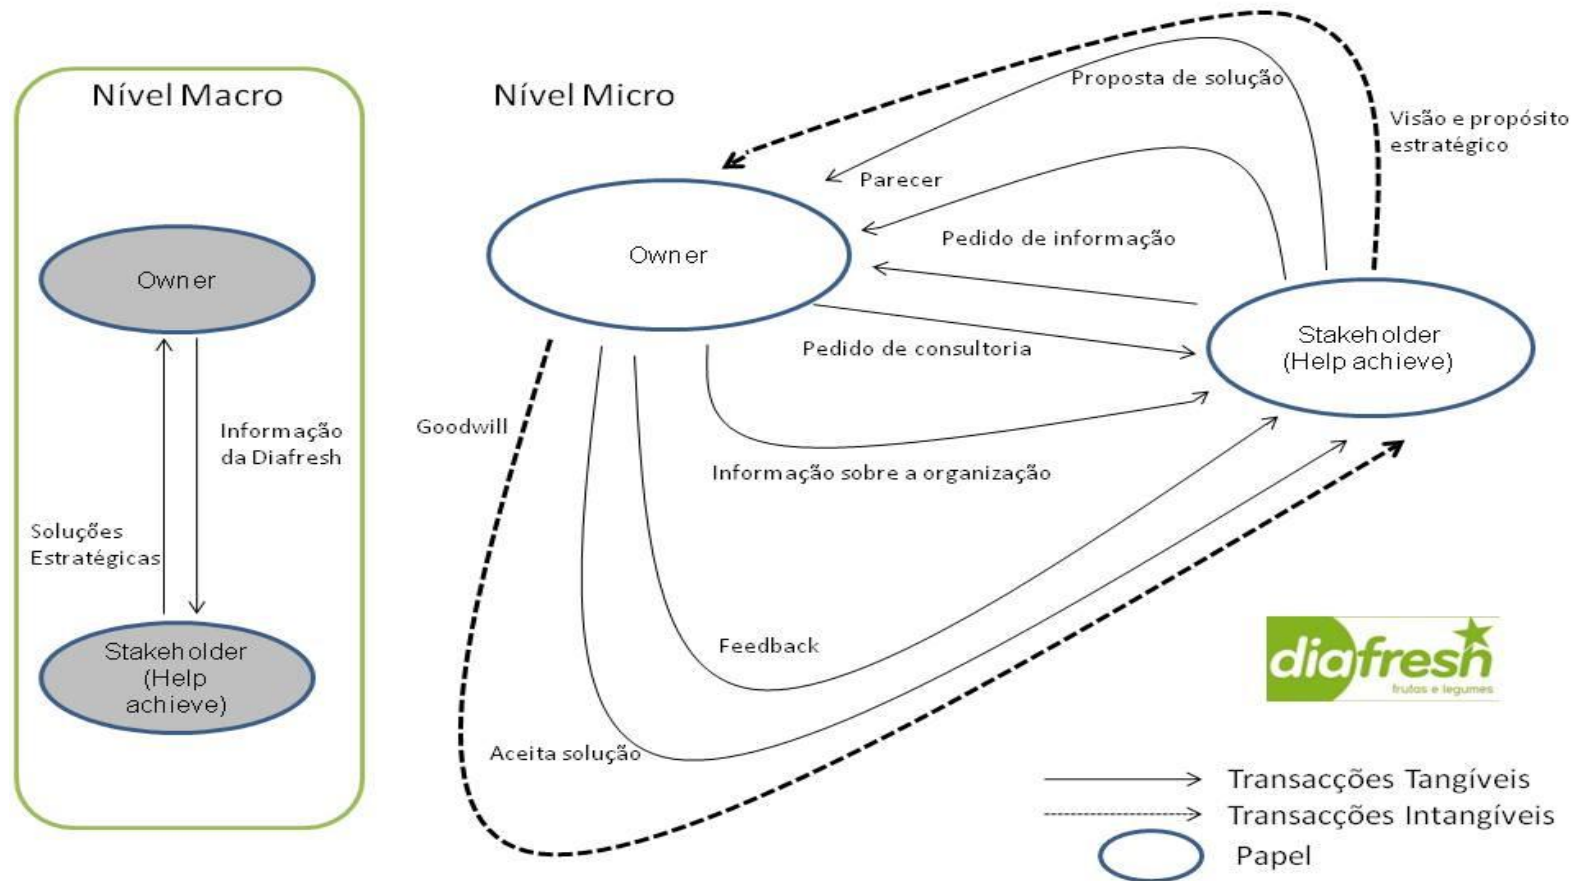 Nível Macro
Owner
Informação
da Diafresh
Soluções
Estratégicas
Stakeholder
(Help
achieve)
Nível Micro
Proposta de solução
Visão e propósito
estratégico
Parecer
Pedido de informação
Owner
Stakeholder
(Help achieve)
Pedido de consultoria
Goodwill
Informação sobre a organização
Feedback
Aceita solução
diafresh
frutas e legumes
Transacções Tangíveis
Transacções Intangíveis
Papel